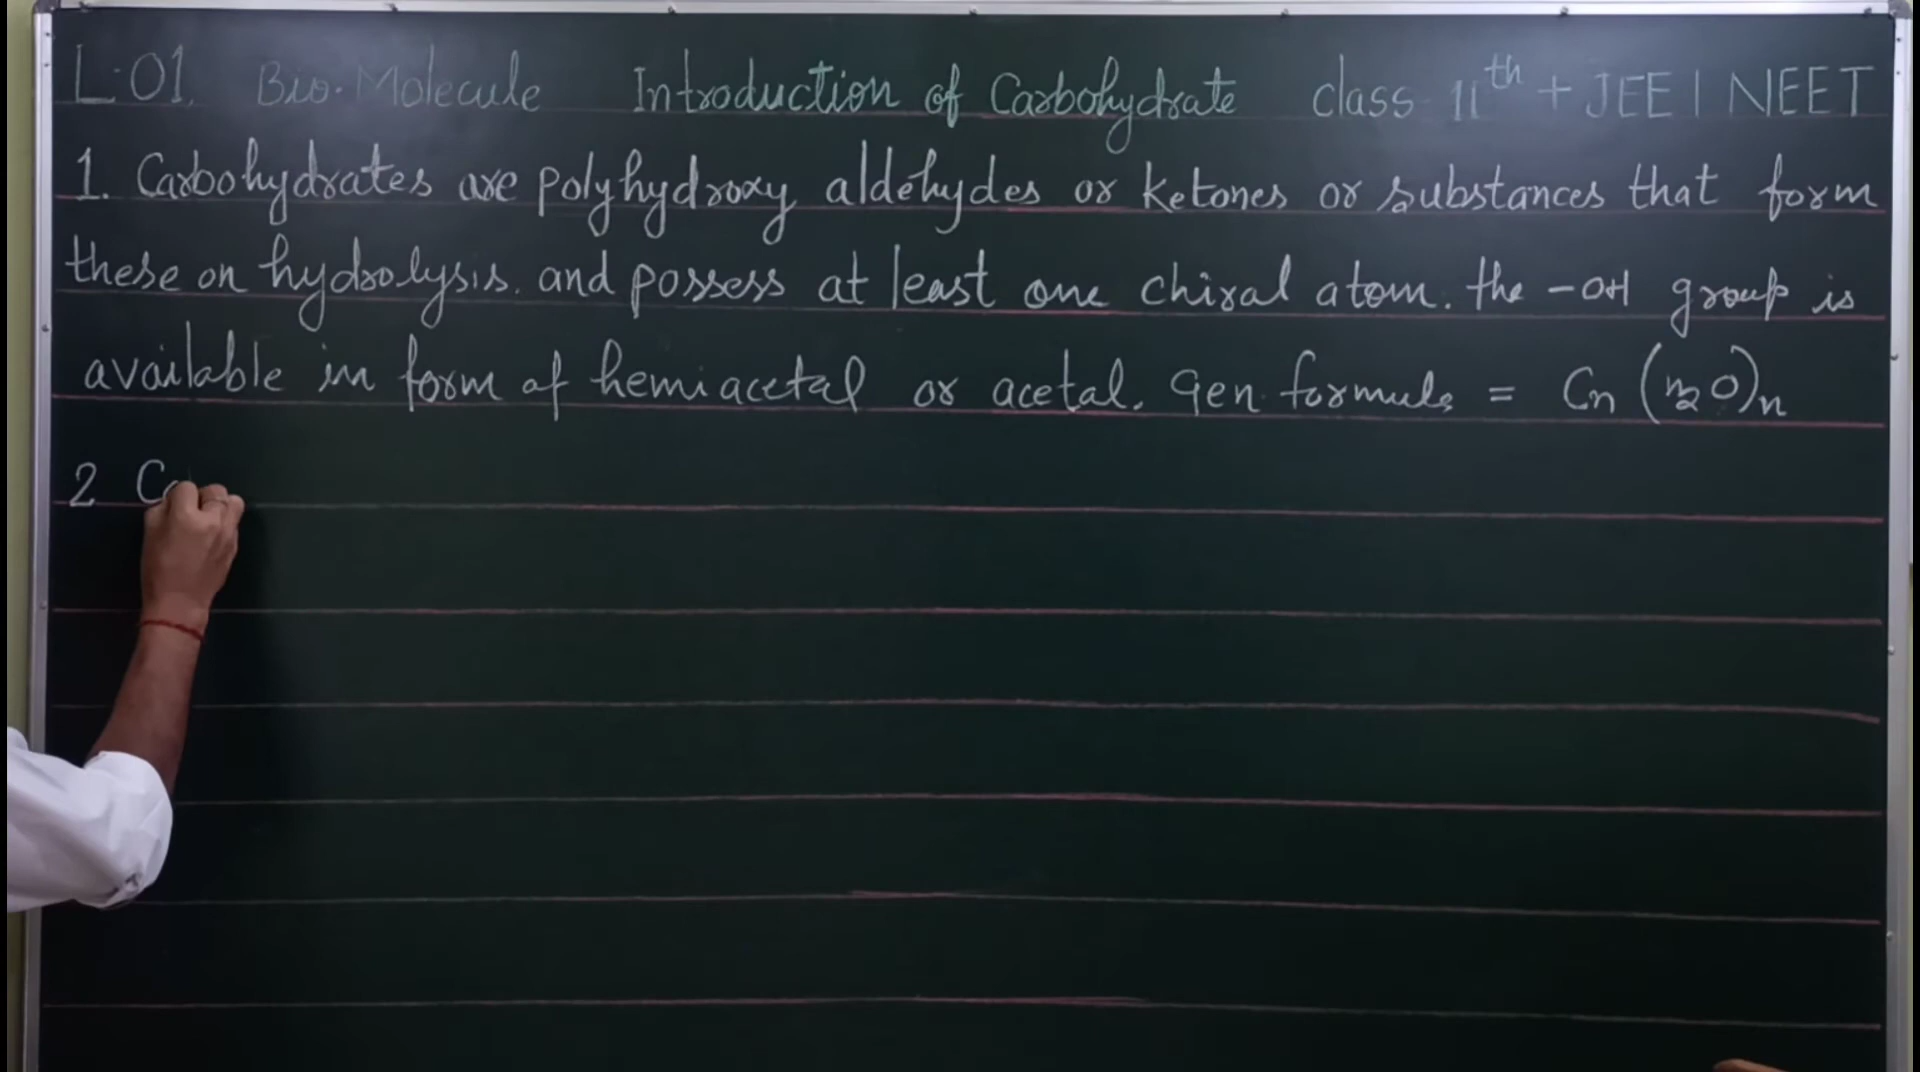 L-01. Bio-Molecule Introduction of Carbohydrate class 11th + JEE | NEET
1. Carbohydrates are polyhydroxy aldehydes or ketones or substances that form
these on hydrolysis. and possess at least one chiral atom. the -OH group is
available in form of hemiacetal or acetal. Gen. formula = Cn (H2O)n
2 Ca